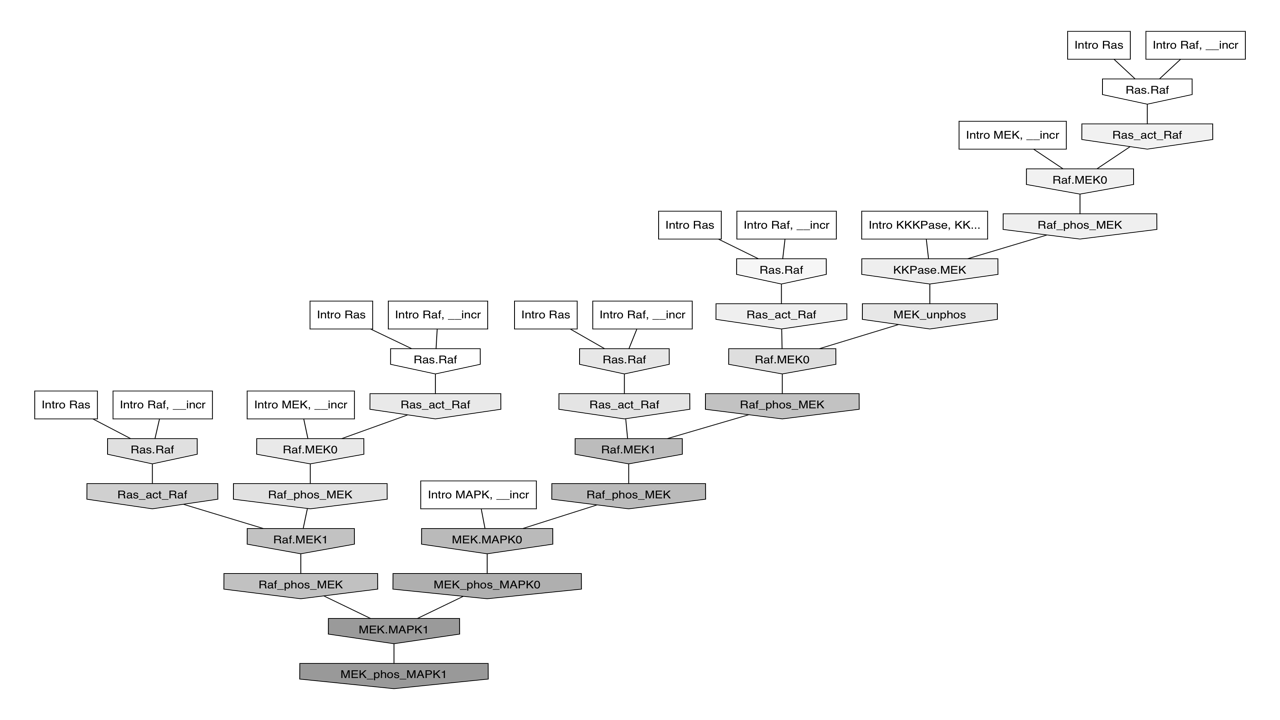 Intro Ras
Intro Raf, __incr
Ras.Raf
Intro MEK, __incr
Ras_act_Raf
Raf.MEK0
Intro Ras
Intro Raf, __incr
Intro KKKPase, KK...
Raf_phos_MEK
Ras.Raf
KKPase.MEK
Intro Ras
Intro Raf, __incr
Intro Ras
Intro Raf, __incr
Ras_act_Raf
MEK_unphos
Ras.Raf
Ras.Raf
Raf.MEK0
Intro Ras
Intro Raf, __incr
Intro MEK, __incr
Ras_act_Raf
Ras_act_Raf
Raf_phos_MEK
Ras.Raf
Raf.MEK0
Raf.MEK1
Ras_act_Raf
Raf_phos_MEK
Intro MAPK, __incr
Raf_phos_MEK
Raf.MEK1
MEK.MAPK0
Raf_phos_MEK
MEK_phos_MAPK0
MEK.MAPK1
MEK_phos_MAPK1